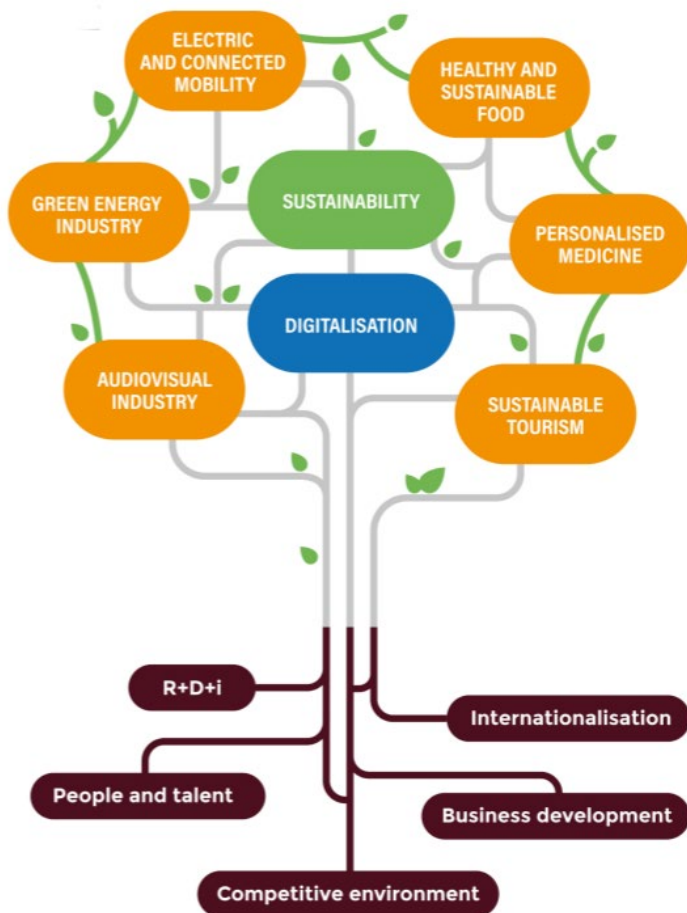 ELECTRIC
AND CONNECTED
MOBILITY
HEALTHY AND
SUSTAINABLE
FOOD
GREEN ENERGY
INDUSTRY
SUSTAINABILITY
PERSONALISED
MEDICINE
DIGITALISATION
AUDIOVISUAL
INDUSTRY
SUSTAINABLE
TOURISM
R+D+i
Internationalisation
People and talent
Business development
Competitive environment